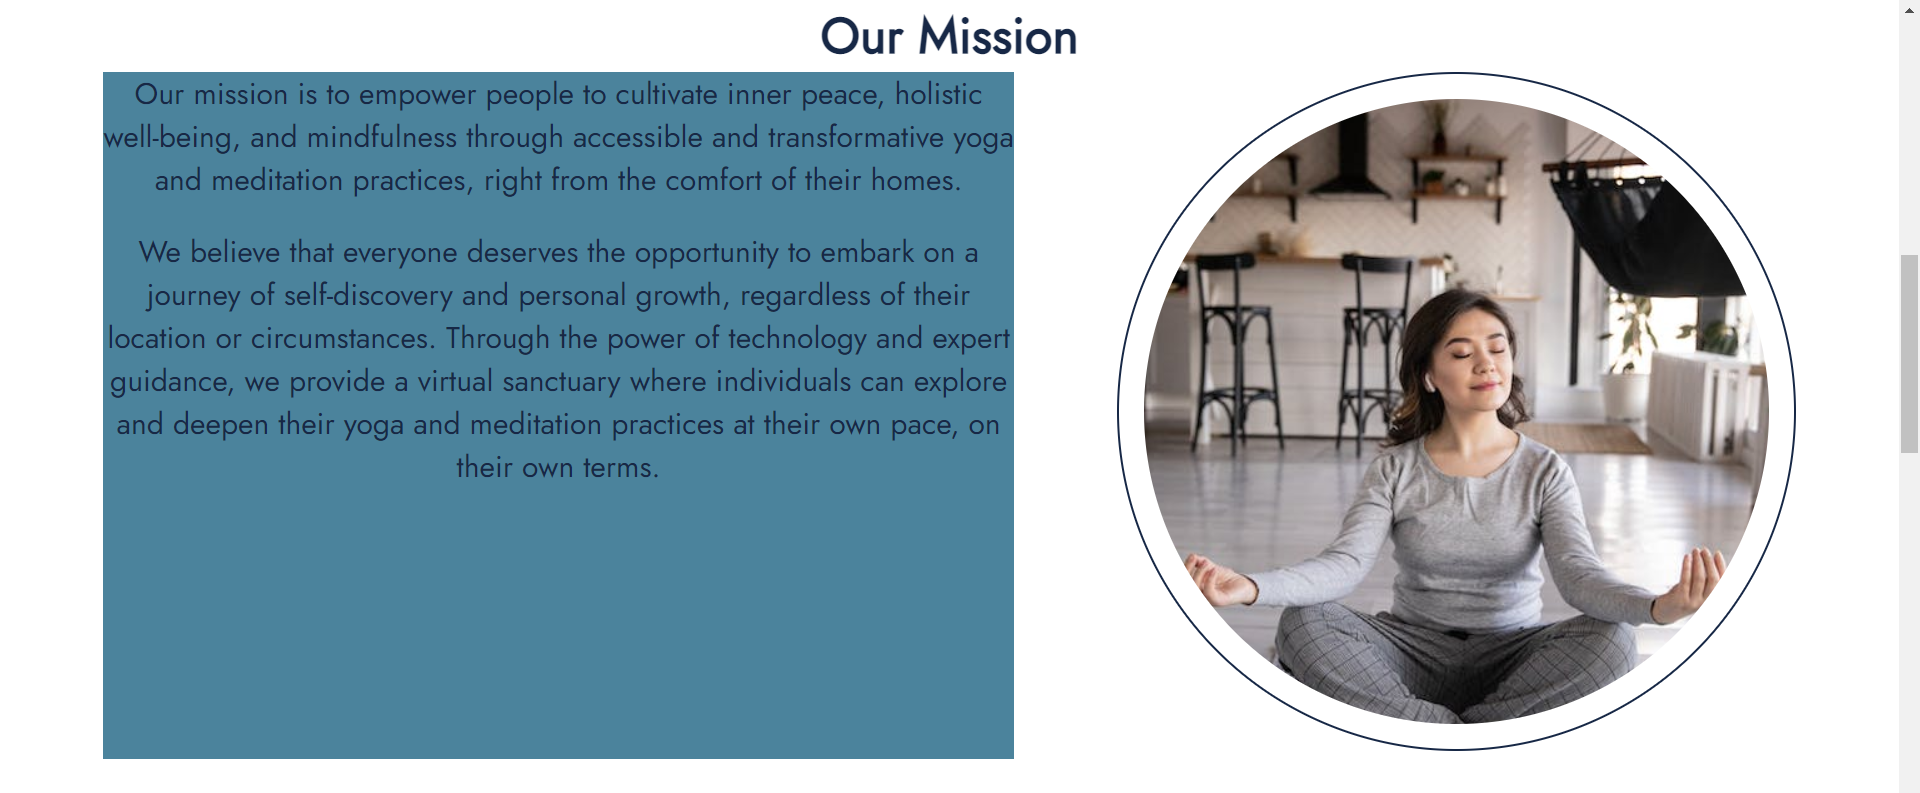 Our Mission
Our mission is to empower people to cultivate inner peace, holistic
well-being, and mindfulness through accessible and transformative yoga
and meditation practices, right from the comfort of their homes.
We believe that everyone deserves the opportunity to embark on a
journey of self-discovery and personal growth, regardless of their
location or circumstances. Through the power of technology and expert
guidance, we provide a virtual sanctuary where individuals can explore
and deepen their yoga and meditation practices at their own pace, on
their own terms.